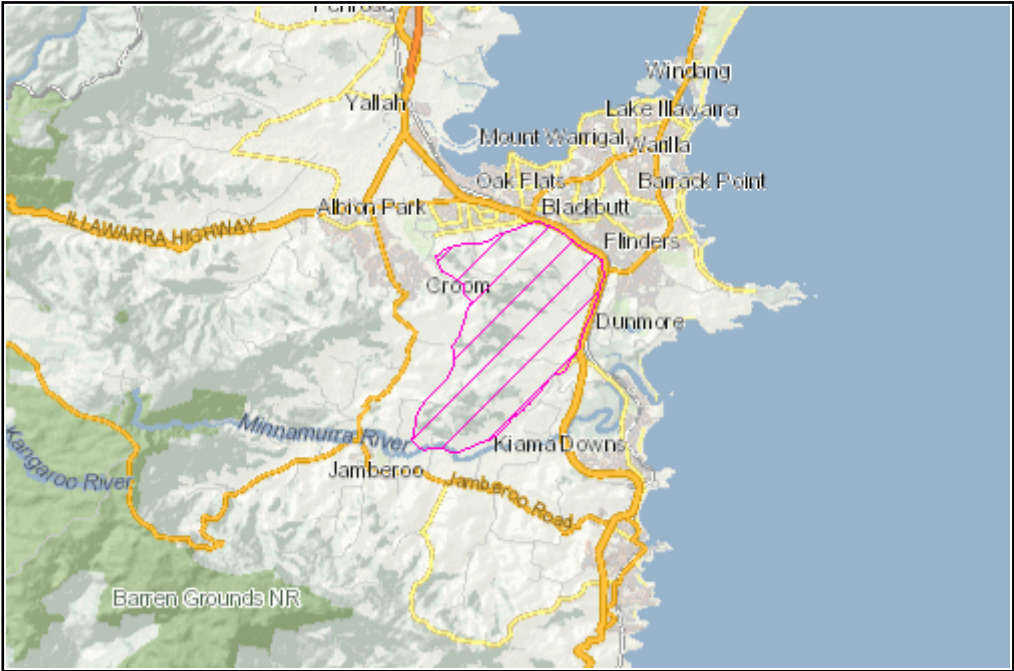 Penrose
Windang
Yallah
Lake Illawarra
Mount Warrigal
Warilla
Oak Flats
Barrack Point
Albion Park
Blackbutt
ILLAWARRA HIGHWAY
Flinders
Croom
Dunmore
Minnamurra River
Kangaroo River
Kiama Downs
Jamberoo
Jamberoo Road
Barren Grounds NR